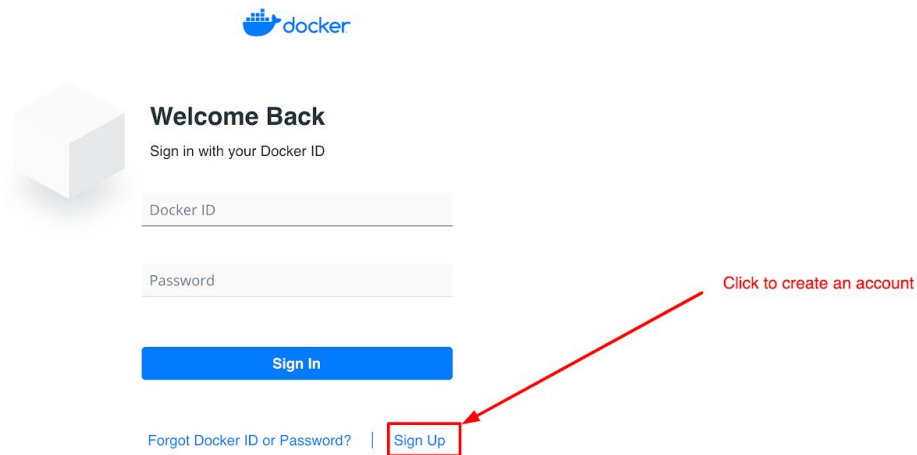 docker
Welcome Back
Sign in with your Docker ID
Docker ID
Password
Click to create an account
Sign In
Forgot Docker ID or Password? | Sign Up